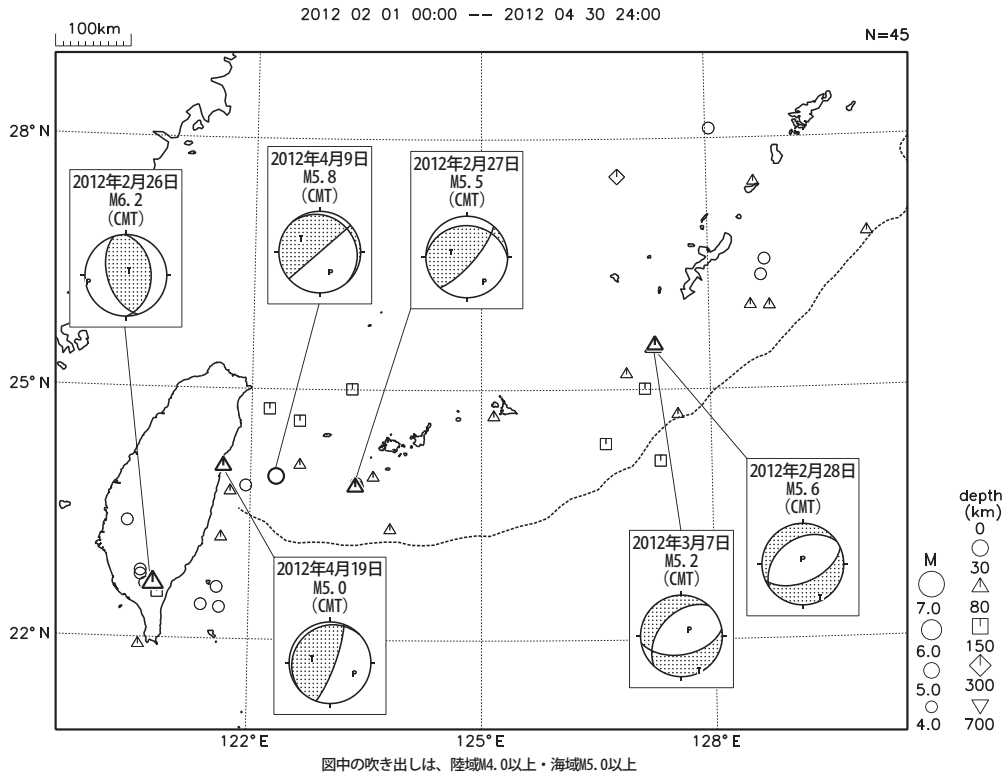 2012 02 01 00:00 -- 2012 04 30 24:00
100km
N=45
28°N
25°N
22°N
122°E
125°E
128°E
2012年2月26日
M6.2
(CMT)
T
P
2012年4月9日
M5.8
(CMT)
T
P
2012年2月27日
M5.5
(CMT)
T
P
2012年4月19日
M5.0
(CMT)
T
P
2012年3月7日
M5.2
(CMT)
P
T
2012年2月28日
M5.6
(CMT)
P
T
M
7.0
6.0
5.0
4.0
depth
(km)
0
30
80
150
300
700
図中の吹き出しは、陸域M4.0以上・海域M5.0以上